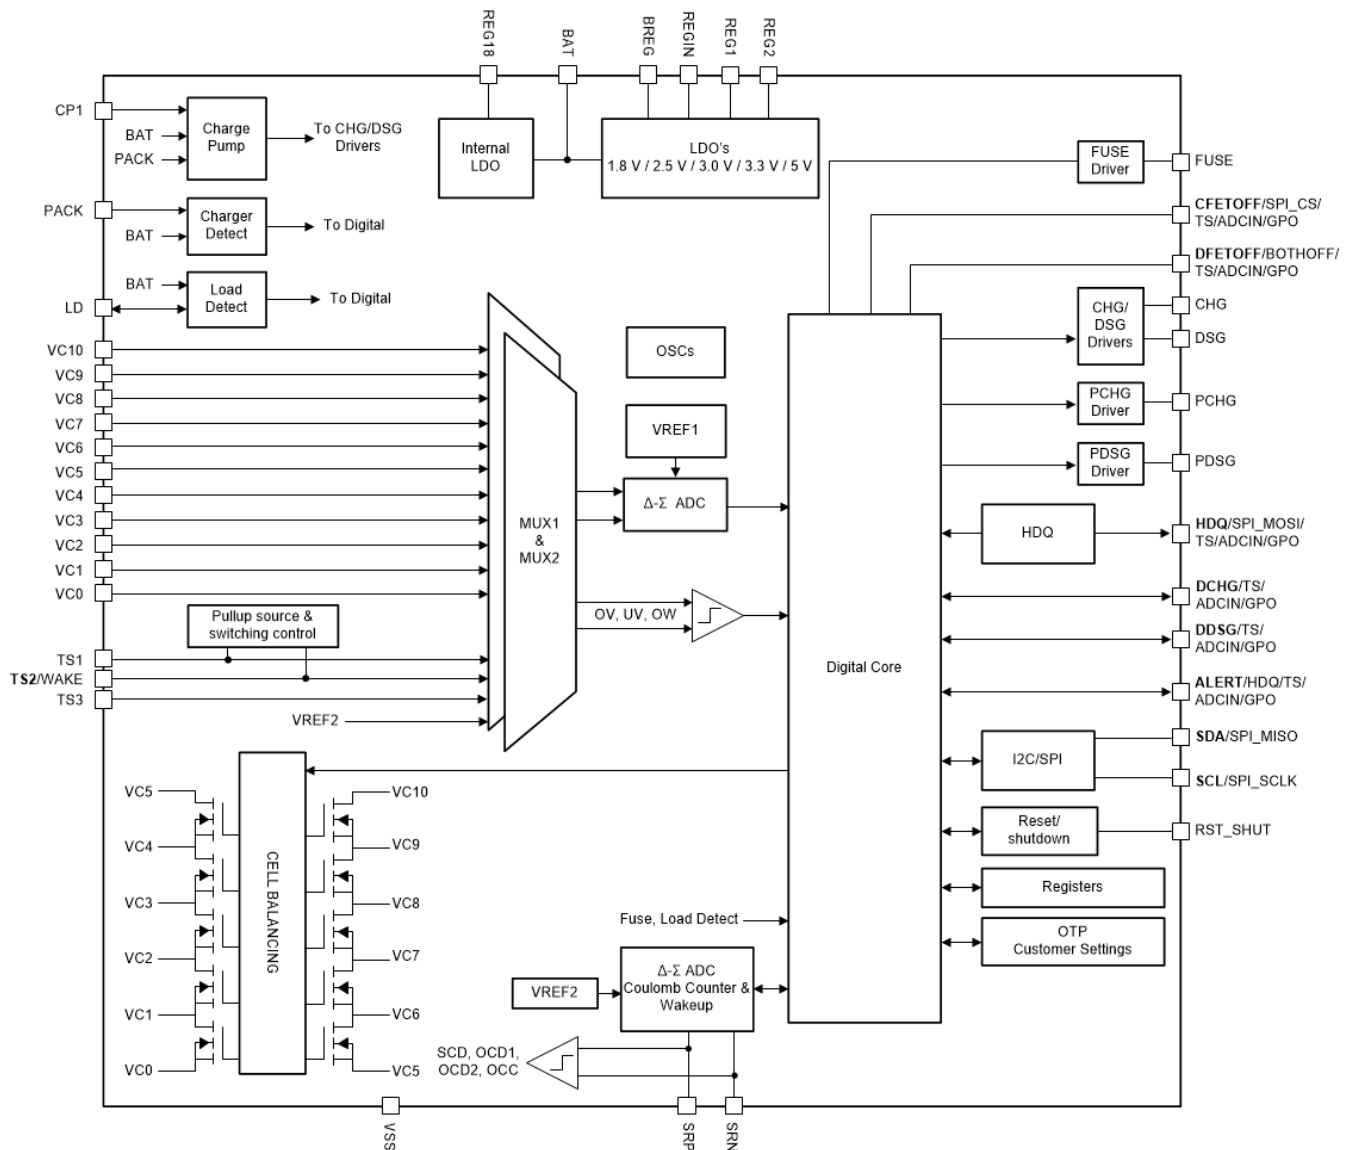 REG18
BAT
BREG
REGIN
REG1
REG2
CP1
BAT
PACK
Charge
Pump
To CHG/DSG
Drivers
Internal
LDO
LDO's
1.8 V / 2.5 V / 3.0 V / 3.3 V / 5 V
FUSE
Driver
FUSE
PACK
BAT
Charger
Detect
To Digital
CFETOFF/SPI_CS/
TS/ADCIN/GPO
DFETOFF/BOTHOFF/
TS/ADCIN/GPO
BAT
LD
Load
Detect
To Digital
CHG/
DSG
Drivers
CHG
DSG
VC10
VC9
VC8
VC7
VC6
VC5
VC4
VC3
VC2
VC1
VC0
OSCs
VREF1
Δ-Σ ADC
MUX1
&
MUX2
OV, UV, OW
PCHG
Driver
PCHG
PDSG
Driver
PDSG
HDQ
HDQ/SPI_MOSI/
TS/ADCIN/GPO
DCHG/TS/
ADCIN/GPO
DDSG/TS/
ADCIN/GPO
ALERT/HDQ/TS/
ADCIN/GPO
Pullup source &
switching control
TS1
TS2/WAKE
TS3
VREF2
Digital Core
I2C/SPI
SDA/SPI_MISO
SCL/SPI_SCLK
Reset/
shutdown
RST_SHUT
Registers
OTP
Customer Settings
VC5
VC4
VC3
VC2
VC1
VC0
CELL BALANCING
VC10
VC9
VC8
VC7
VC6
VC5
Fuse, Load Detect
VREF2
Δ-Σ ADC
Coulomb Counter &
Wakeup
SCD, OCD1,
OCD2, OCC
VSS
SRP
SRN